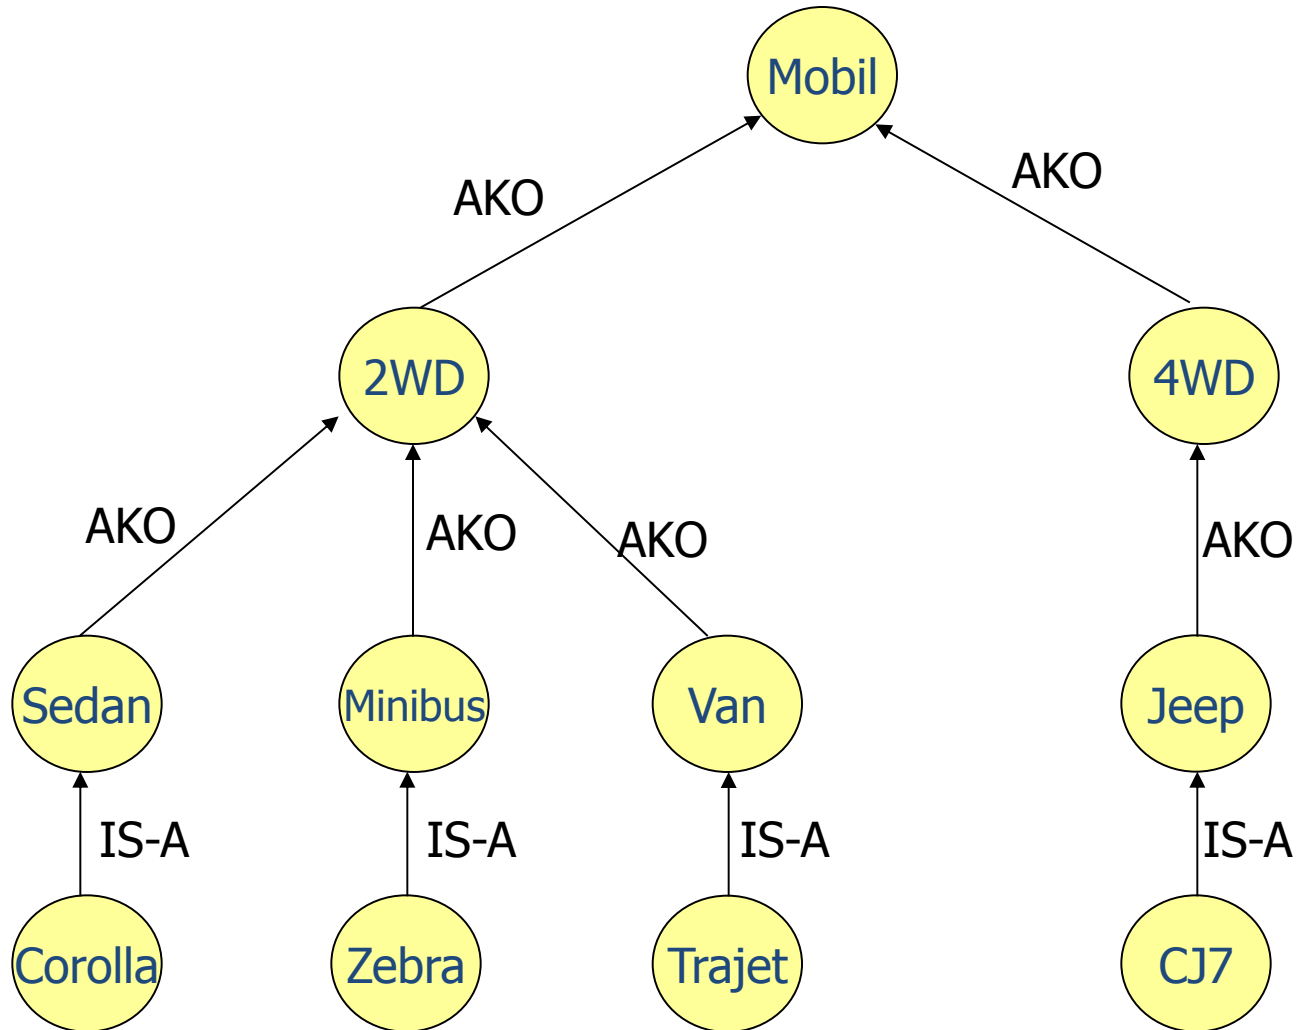 Mobil
AKO
AKO
2WD
4WD
AKO
AKO
AKO
AKO
Sedan
Minibus
Van
Jeep
IS-A
IS-A
IS-A
IS-A
Corolla
Zebra
Trajet
CJ7